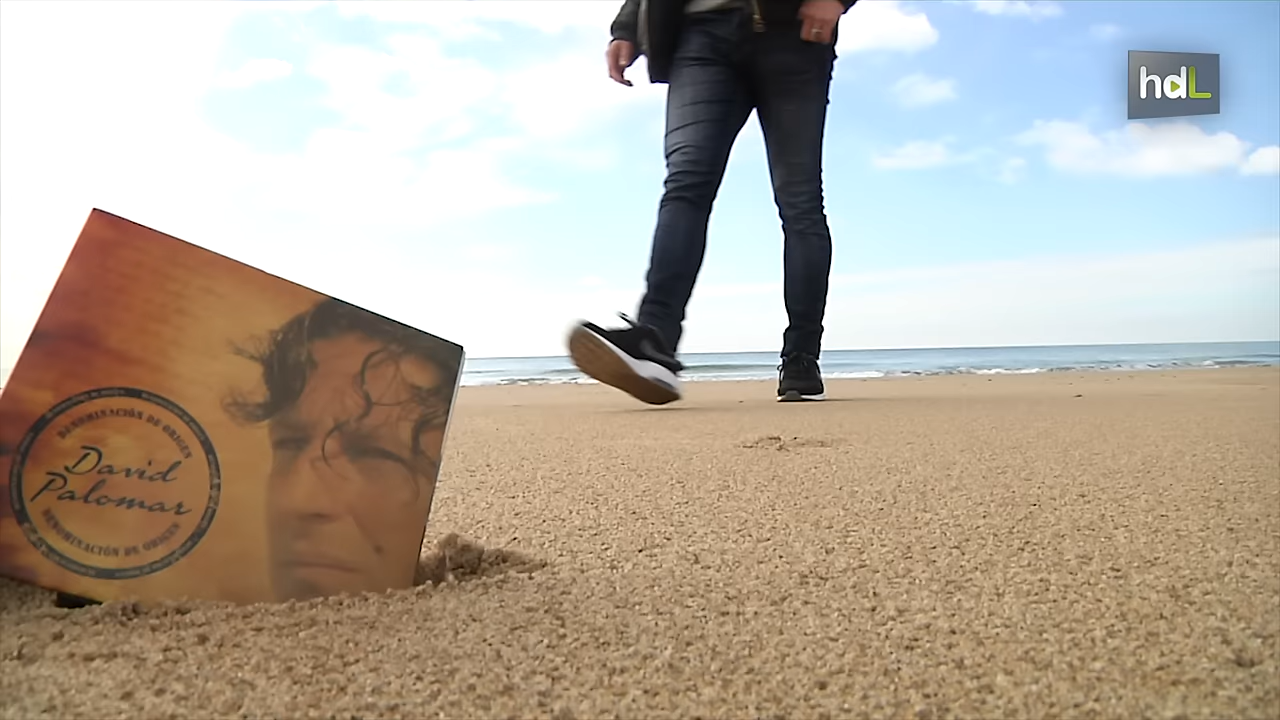 hdL
DENOMINACIÓN DE ORIGEN
David
Palomar
DENOMINACIÓN DE ORIGEN